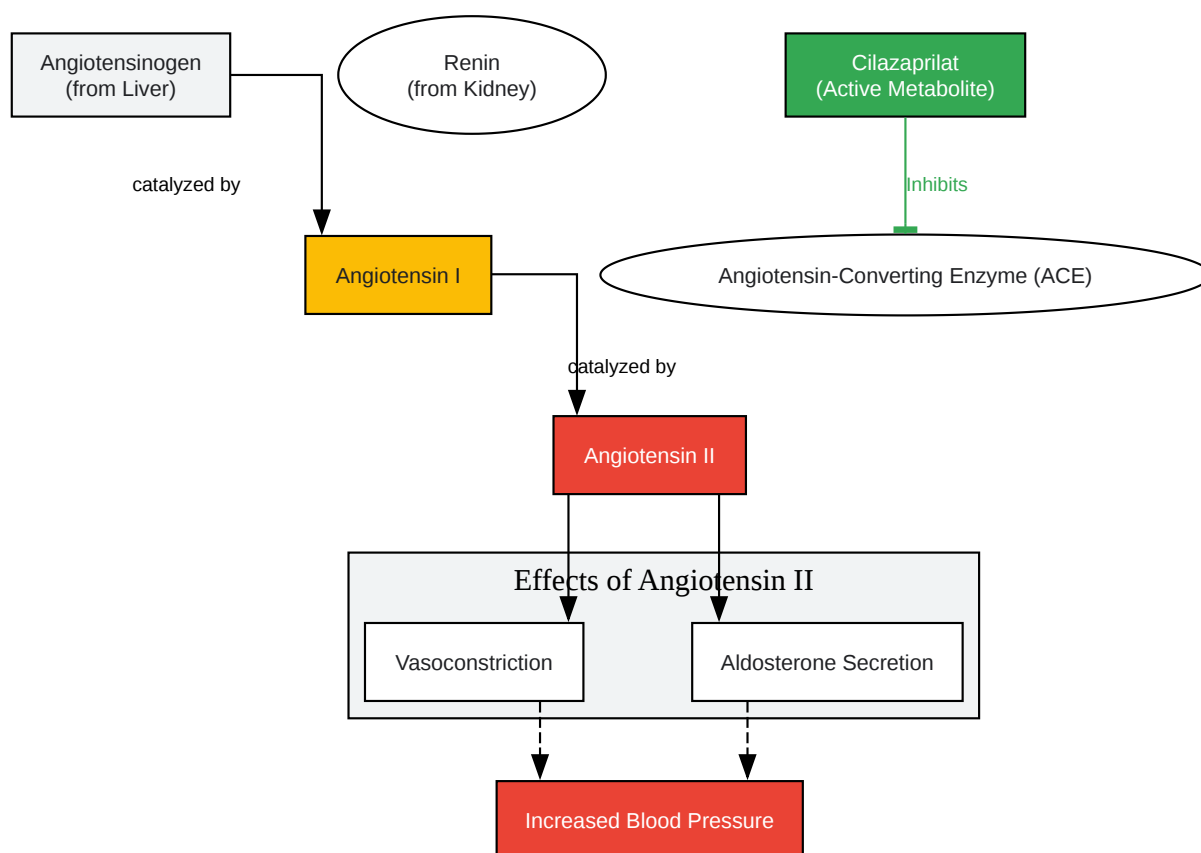 Angiotensinogen
(from Liver)
Renin
(from Kidney)
Cilazaprilat
(Active Metabolite)
catalyzed by
Inhibits
Angiotensin I
Angiotensin-Converting Enzyme (ACE)
catalyzed by
Angiotensin II
Effects of Angiotensin II
Vasoconstriction
Aldosterone Secretion
Increased Blood Pressure